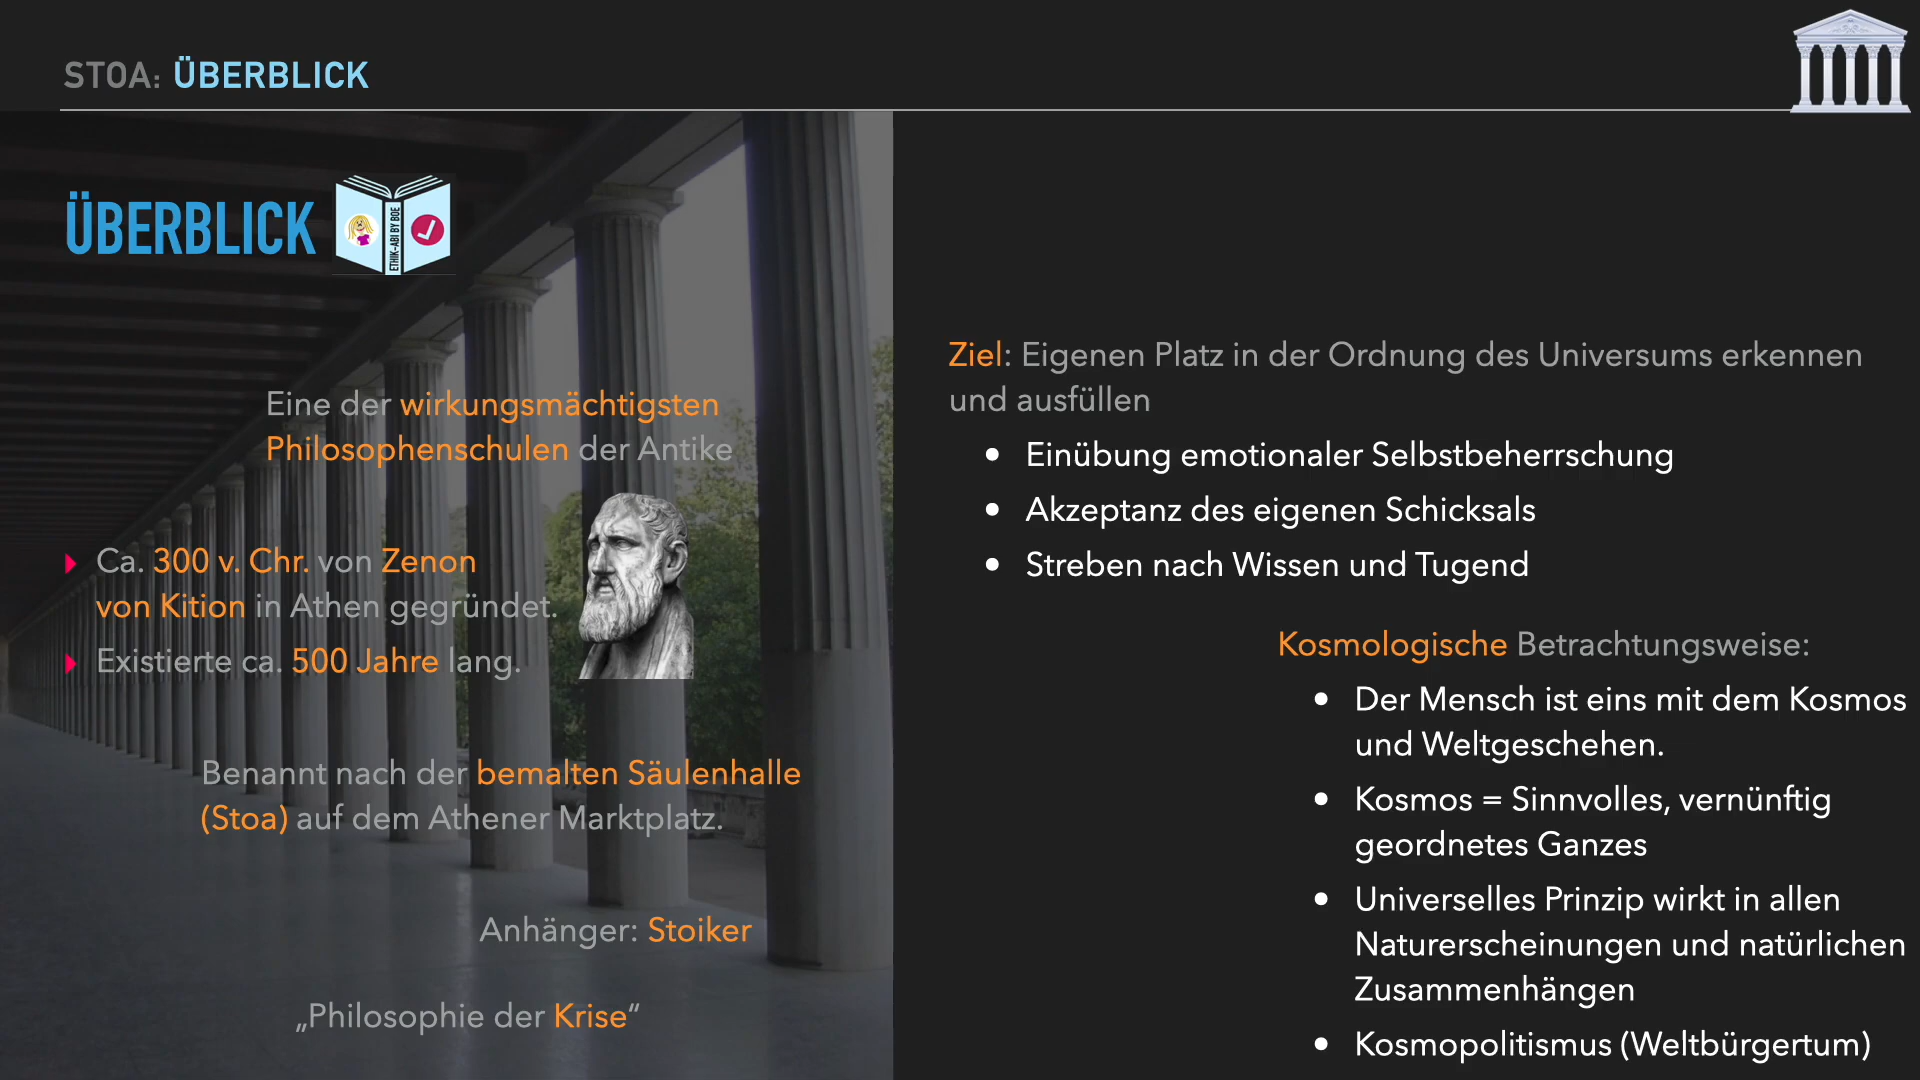 STOA: ÜBERBLICK
ÜBERBLICK
ETHIK-ABI BY BOE
Eine der wirkungsmächtigsten
Philosophenschulen der Antike
Ca. 300 v. Chr. von Zenon
von Kition in Athen gegründet.
Existierte ca. 500 Jahre lang.
Benannt nach der bemalten Säulenhalle
(Stoa) auf dem Athener Marktplatz.
Anhänger: Stoiker
„Philosophie der Krise“
Ziel: Eigenen Platz in der Ordnung des Universums erkennen
und ausfüllen
• Einübung emotionaler Selbstbeherrschung
• Akzeptanz des eigenen Schicksals
• Streben nach Wissen und Tugend
Kosmologische Betrachtungsweise:
• Der Mensch ist eins mit dem Kosmos
und Weltgeschehen.
• Kosmos = Sinnvolles, vernünftig
geordnetes Ganzes
• Universelles Prinzip wirkt in allen
Naturerscheinungen und natürlichen
Zusammenhängen
• Kosmopolitismus (Weltbürgertum)